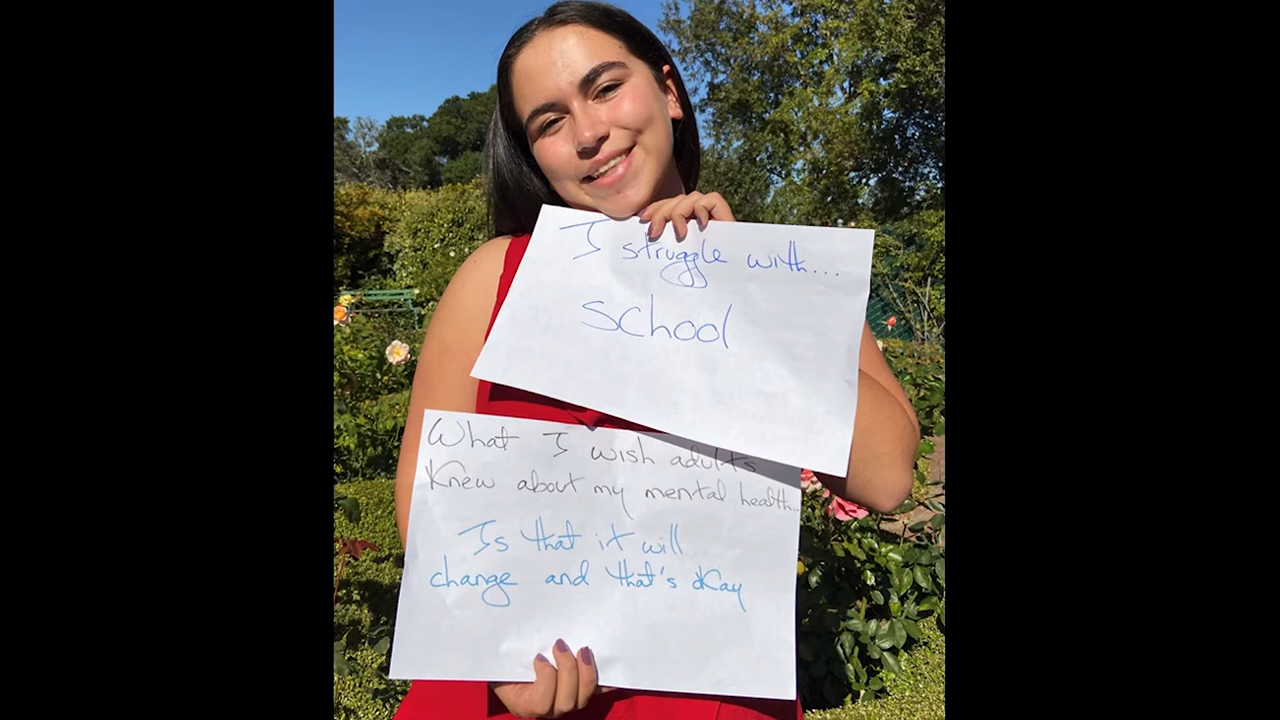 I struggle with...
school
What I wish adults
Knew about my mental health...
Is that it will
change and that's oKay